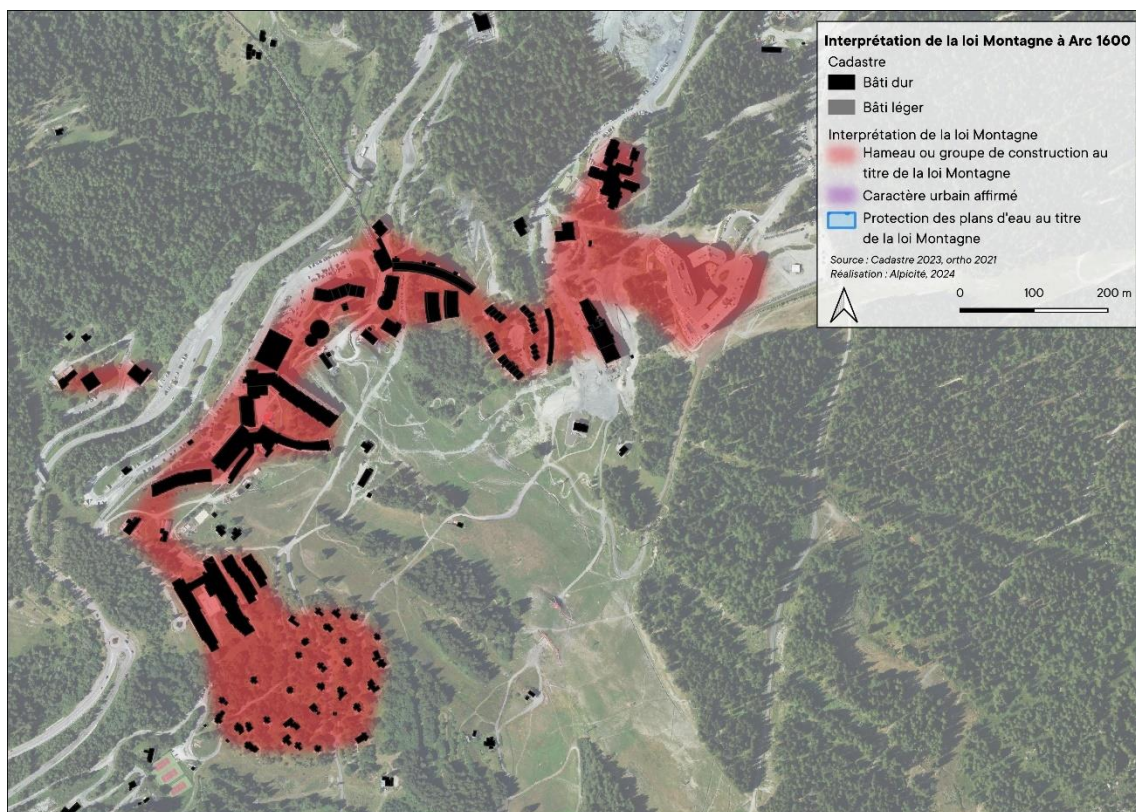 Interprétation de la loi Montagne à Arc 1600
Cadastre
Bâti dur
Bâti léger
Interprétation de la loi Montagne
Hameau ou groupe de construction au
titre de la loi Montagne
Caractère urbain affirmé
Protection des plans d'eau au titre
de la loi Montagne
Source : Cadastre 2023, ortho 2021
Réalisation : Alpicité, 2024
0 100 200 m